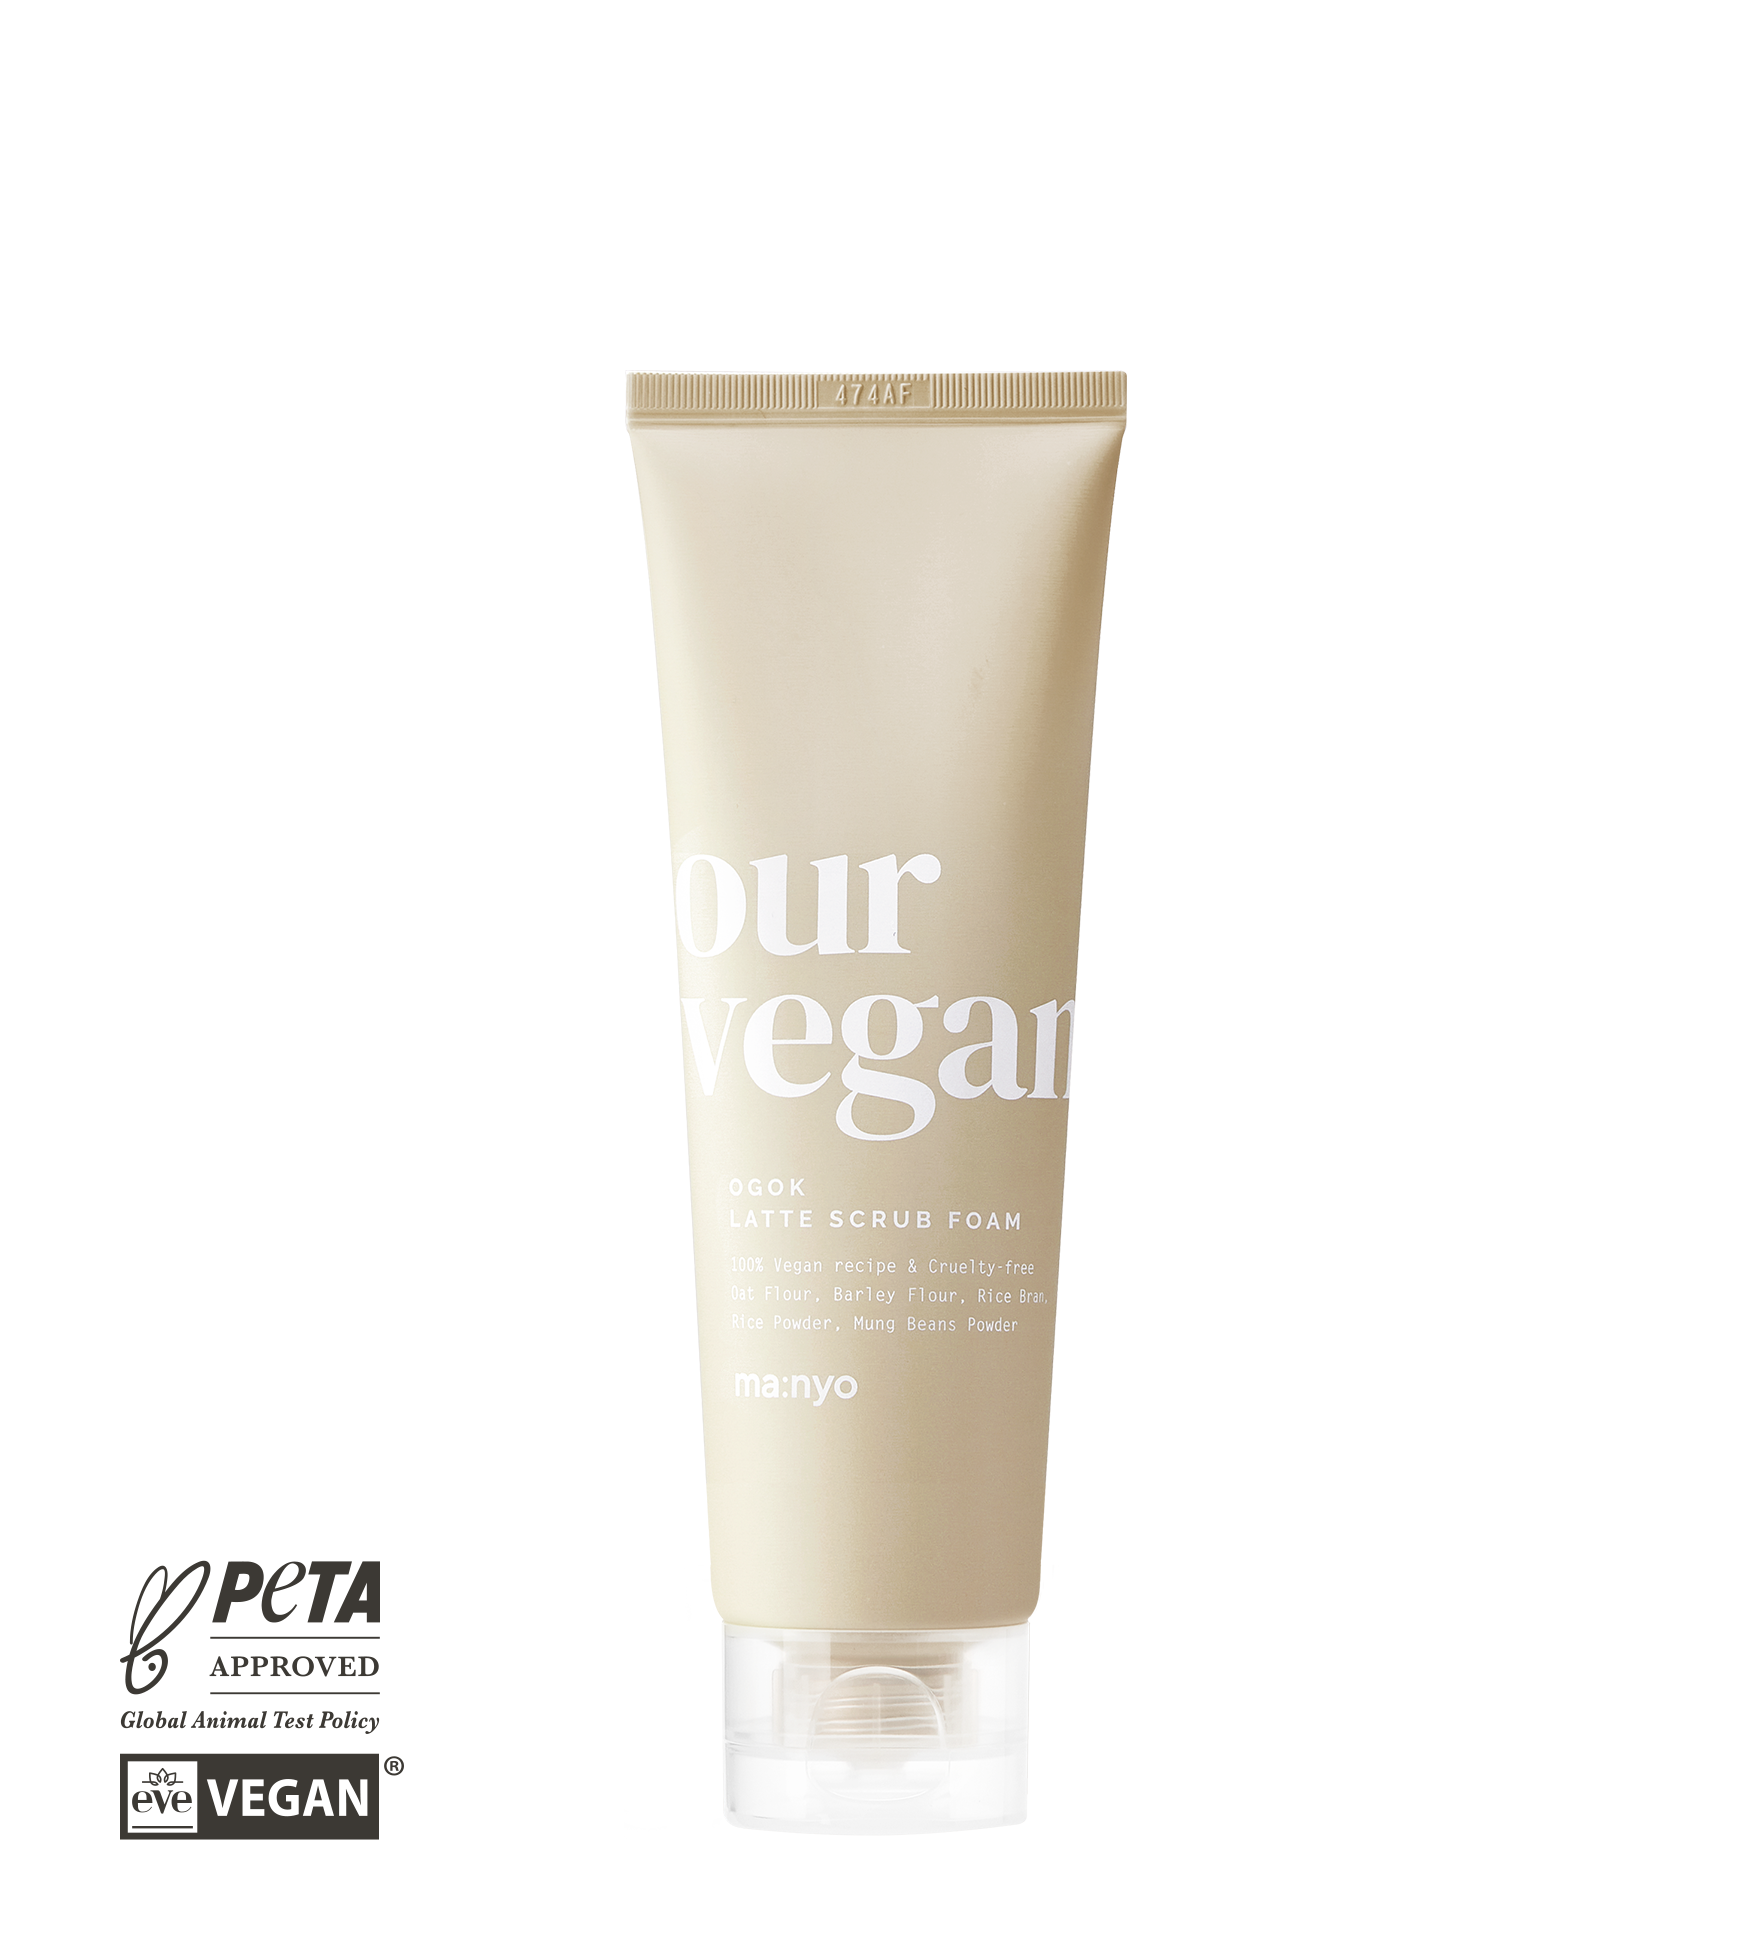 474AF
our
vegan
OGOK
LATTE SCRUB FOAM
100% Vegan recipe & Cruelty-free
Oat Flour, Barley Flour, Rice Bran,
Rice Powder, Mung Beans Powder
ma:nyo
PETA
APPROVED
Global Animal Test Policy
eve VEGAN®